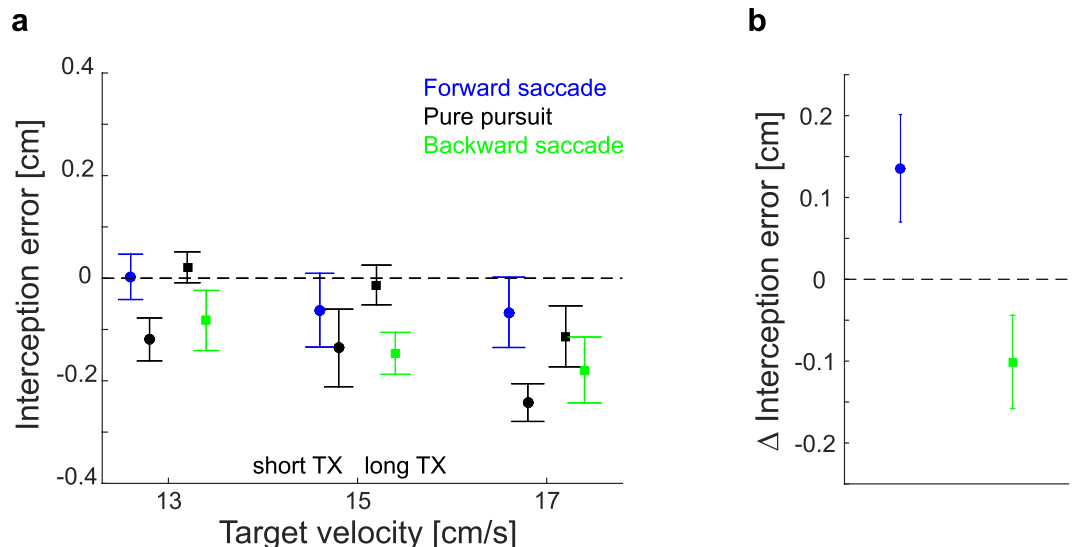 a
Interception error [cm]
0.4
0.2
0
-0.2
-0.4
Forward saccade
Pure pursuit
Backward saccade
short TX long TX
13 15 17
Target velocity [cm/s]
b
Δ Interception error [cm]
0.2
0.1
0
-0.1
-0.2